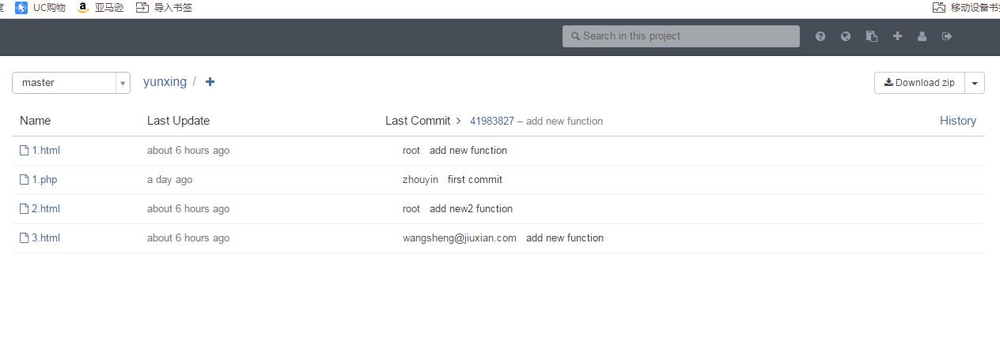 度 UC购物 亚马逊 导入书签 移动设备书签
Search in this project
master yunxing / + Download zip
Name Last Update Last Commit > 41983827 – add new function History
1.html about 6 hours ago root add new function
1.php a day ago zhouyin first commit
2.html about 6 hours ago root add new2 function
3.html about 6 hours ago wangsheng@jiuxian.com add new function